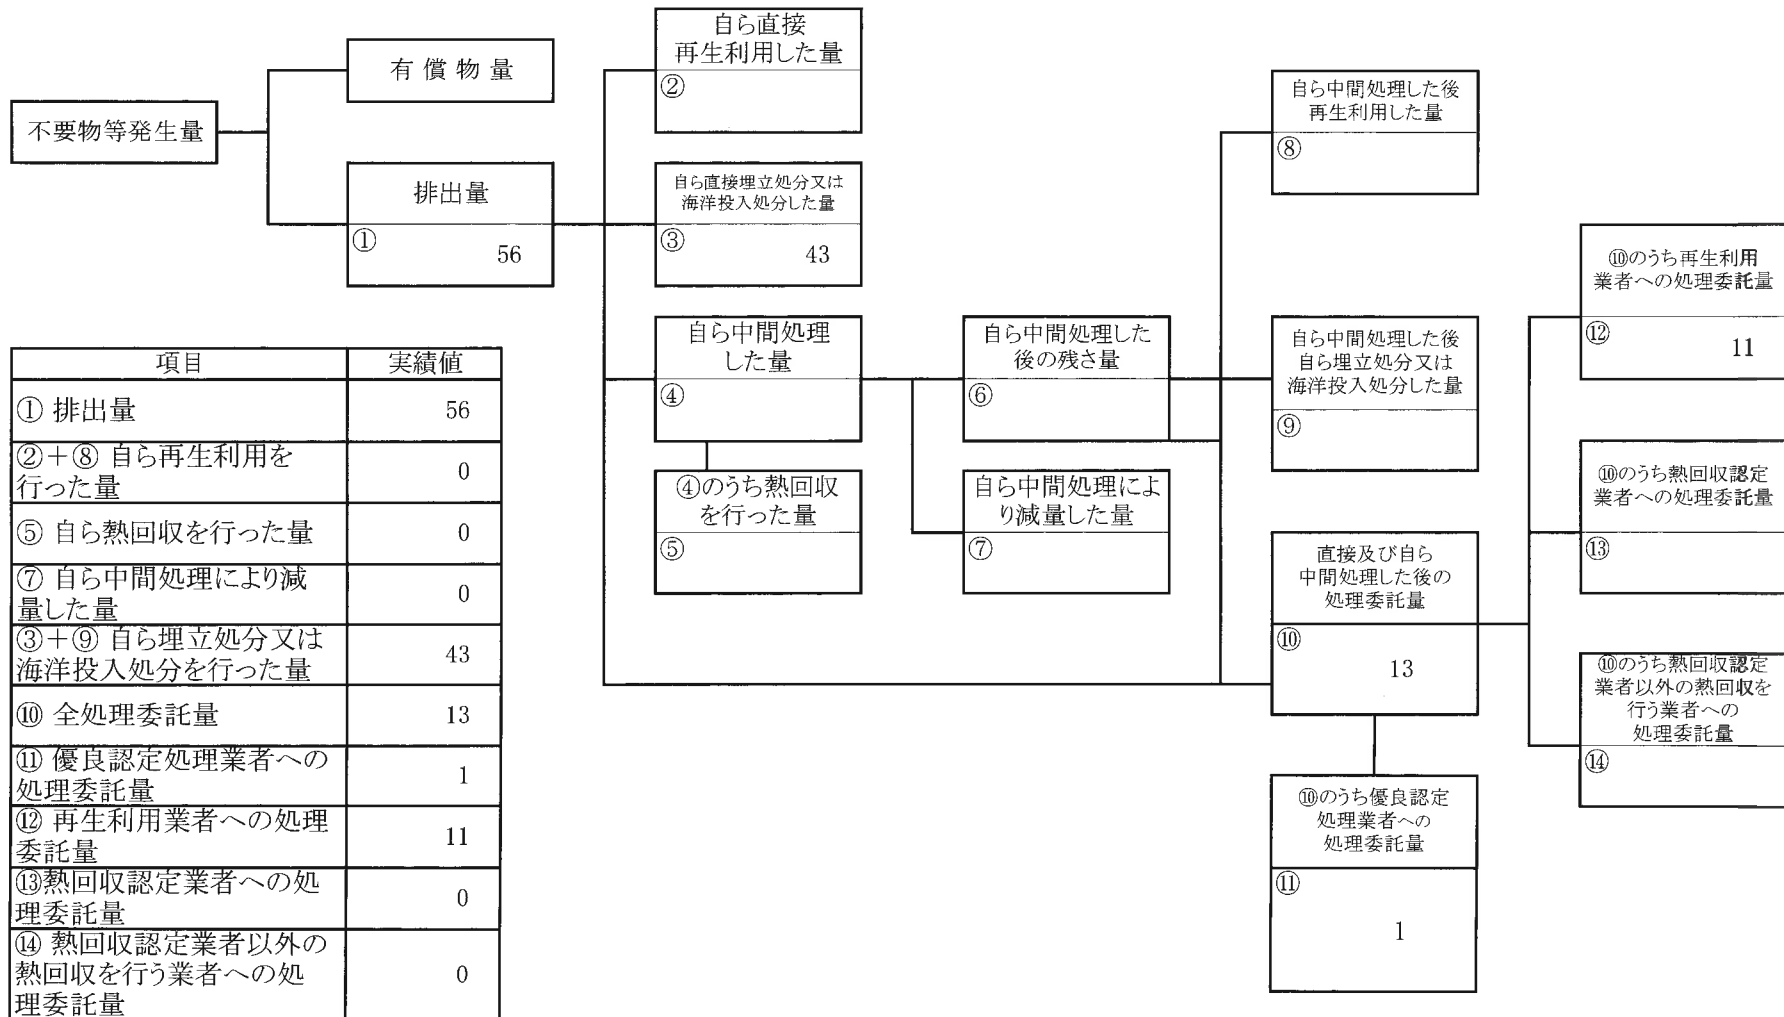 不要物等発生量
有償物量
排出量
①
56
自ら直接
再生利用した量
②
自ら直接埋立処分又は
海洋投入処分した量
③
43
自ら中間処理
した量
④
④のうち熱回収
を行った量
⑤
自ら中間処理した
後の残さ量
⑥
自ら中間処理によ
り減量した量
⑦
自ら中間処理した後
再生利用した量
⑧
自ら中間処理した後
自ら埋立処分又は
海洋投入処分した量
⑨
直接及び自ら
中間処理した後の
処理委託量
⑩
13
⑩のうち優良認定
処理業者への
処理委託量
⑪
1
⑩のうち再生利用
業者への処理委託量
⑫
11
⑩のうち熱回収認定
業者への処理委託量
⑬
⑩のうち熱回収認定
業者以外の熱回収を
行う業者への
処理委託量
⑭
項目 実績値
① 排出量 56
②+⑧ 自ら再生利用を
行った量 0
⑤ 自ら熱回収を行った量 0
⑦ 自ら中間処理により減
量した量 0
③+⑨ 自ら埋立処分又は
海洋投入処分を行った量 43
⑩ 全処理委託量 13
⑪ 優良認定処理業者への
処理委託量 1
⑫ 再生利用業者への処理
委託量 11
⑬熱回収認定業者への処
理委託量 0
⑭ 熱回収認定業者以外の
熱回収を行う業者への処
理委託量 0